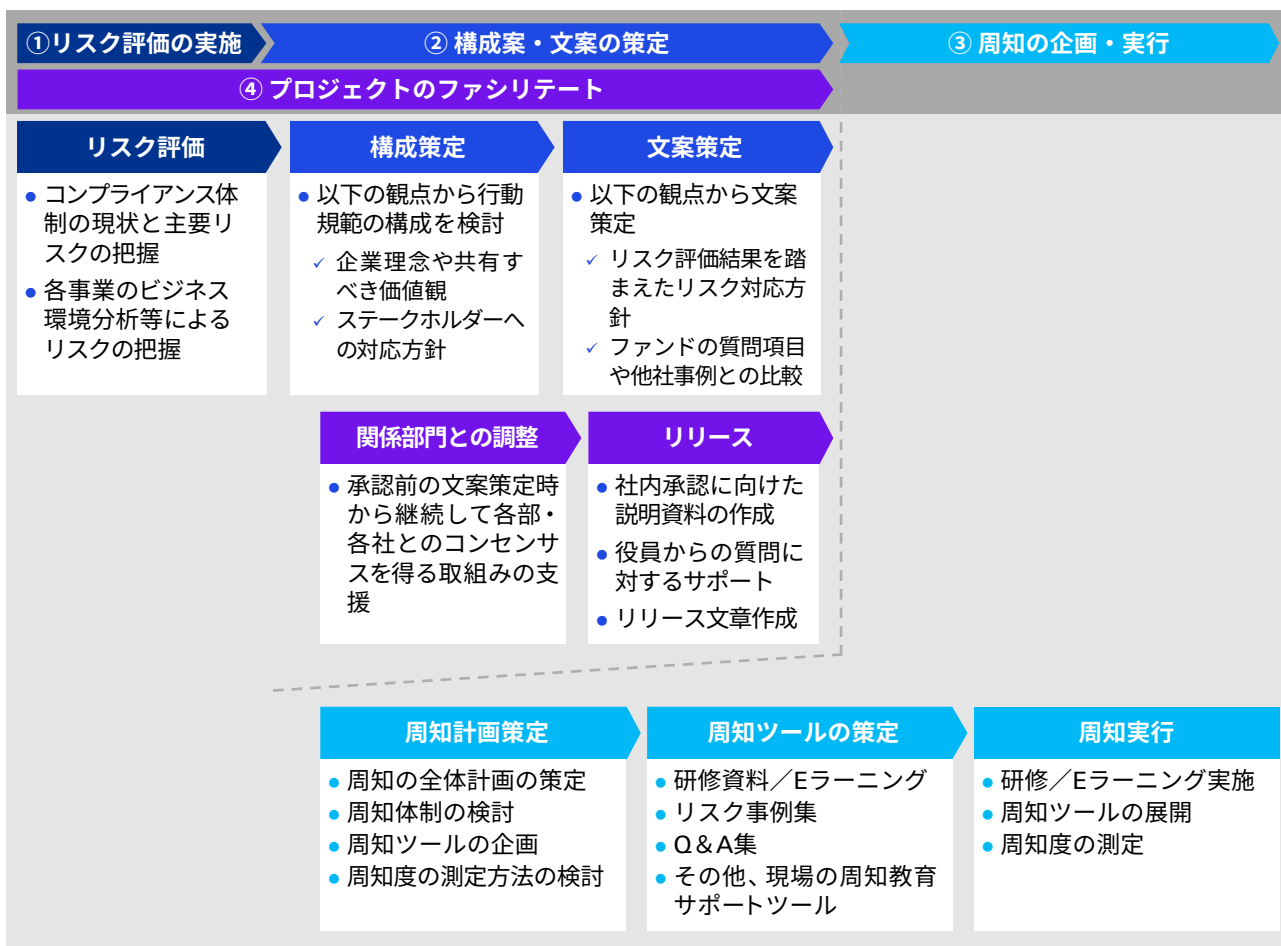 ①リスク評価の実施
② 構成案・文案の策定
③ 周知の企画・実行
④ プロジェクトのファシリテート
リスク評価
● コンプライアンス体
制の現状と主要リ
スクの把握
● 各事業のビジネス
環境分析等による
リスクの把握
構成策定
● 以下の観点から行動
規範の構成を検討
✓ 企業理念や共有す
べき価値観
✓ ステークホルダーへ
の対応方針
文案策定
● 以下の観点から文案
策定
✓ リスク評価結果を踏
まえたリスク対応方
針
✓ ファンドの質問項目
や他社事例との比較
関係部門との調整
● 承認前の文案策定時
から継続して各部・
各社とのコンセンサ
スを得る取組みの支
援
リリース
● 社内承認に向けた
説明資料の作成
● 役員からの質問に
対するサポート
● リリース文章作成
周知計画策定
● 周知の全体計画の策定
● 周知体制の検討
● 周知ツールの企画
● 周知度の測定方法の検討
周知ツールの策定
● 研修資料／Eラーニング
● リスク事例集
● Q＆A集
● その他、現場の周知教育
サポートツール
周知実行
● 研修／Eラーニング実施
● 周知ツールの展開
● 周知度の測定